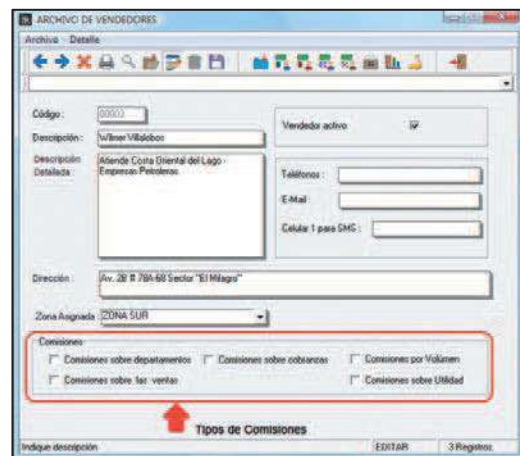 ARCHIVO DE VENDEDORES
Archivo Detalle
Código : 00003
Vendedor activo
Descripción : Wilmer Villalobos
Descripción Detallada : Atiende Costa Oriental del Lago - Empresas Petroleras
Teléfonos :
E-Mail :
Celular 1 para SMS :
Dirección : Av. 2B # 78A-68 Sector "El Milagro"
Zona Asignada : ZONA SUR
Comisiones
Comisiones sobre departamentos Comisiones sobre cobranzas Comisiones por Volúmen
Comisiones sobre las ventas Comisiones sobre Utilidad
Tipos de Comisiones
Indique descripción EDITAR 3 Registros